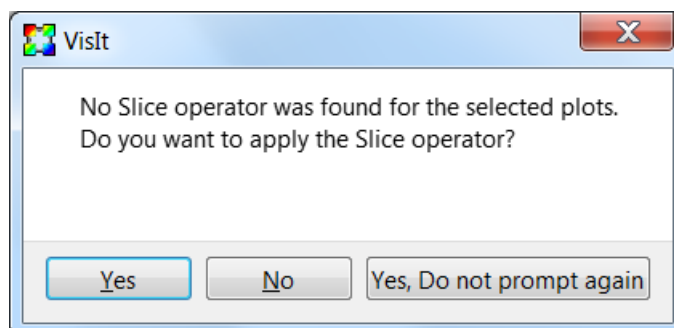 VisIt
No Slice operator was found for the selected plots.
Do you want to apply the Slice operator?
Yes
No
Yes, Do not prompt again